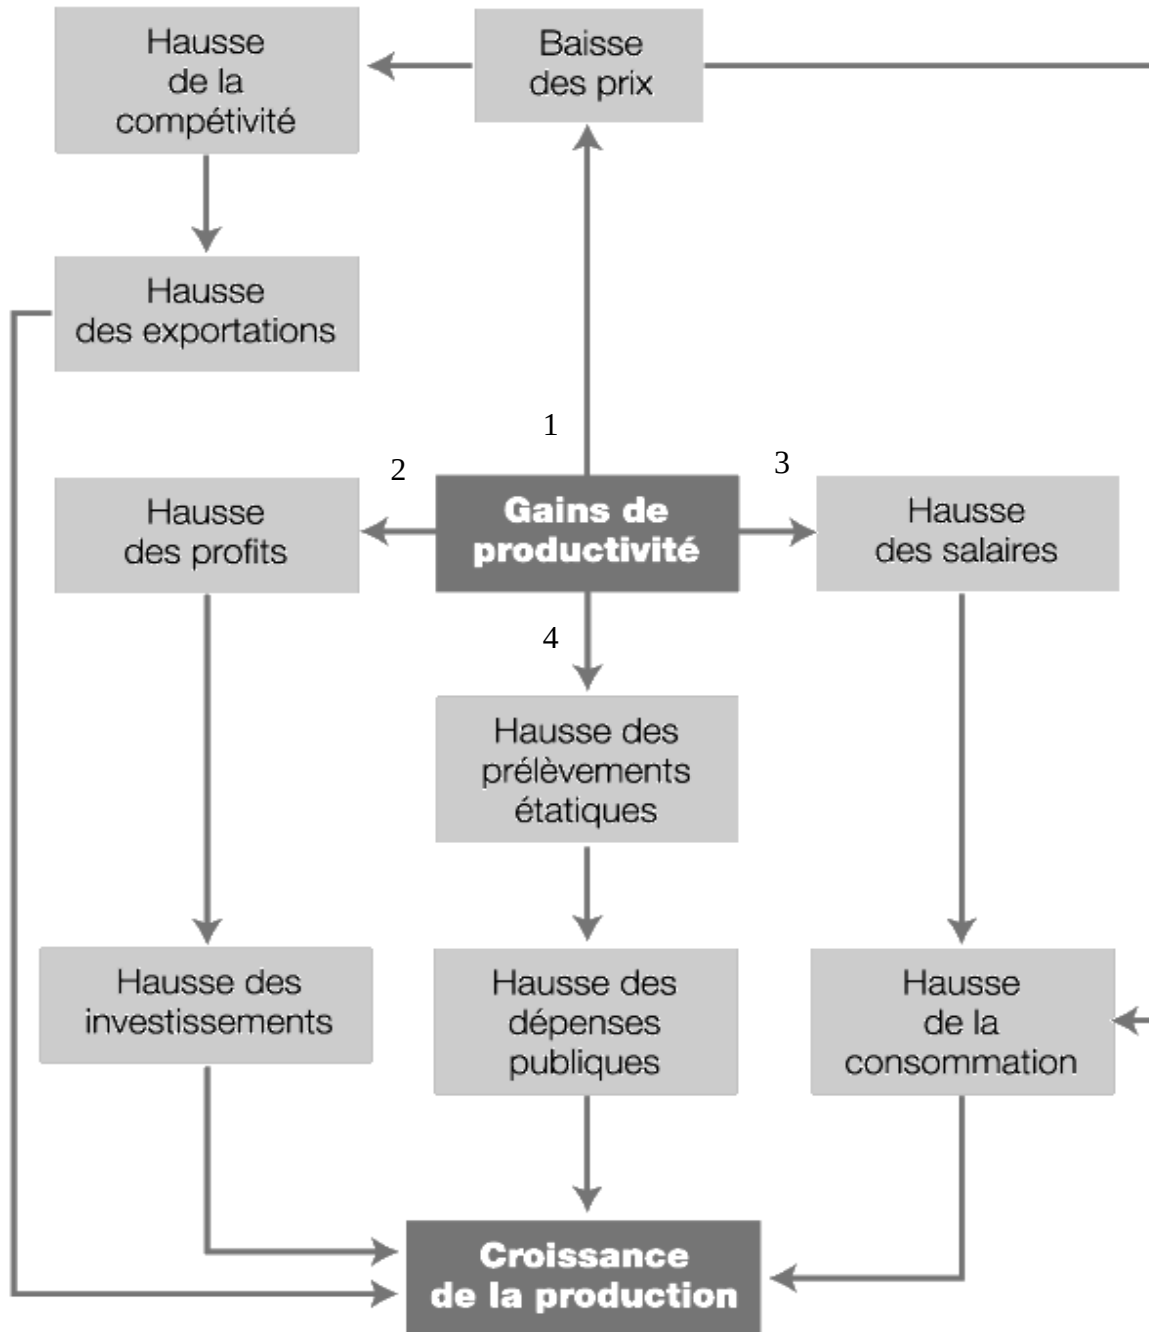 Hausse
de la
compétivité
Baisse
des prix
Hausse
des exportations
1
2
3
Hausse
des profits
Gains de
productivité
Hausse
des salaires
4
Hausse des
prélèvements
étatiques
Hausse des
investissements
Hausse des
dépenses
publiques
Hausse
de la
consommation
Croissance
de la production